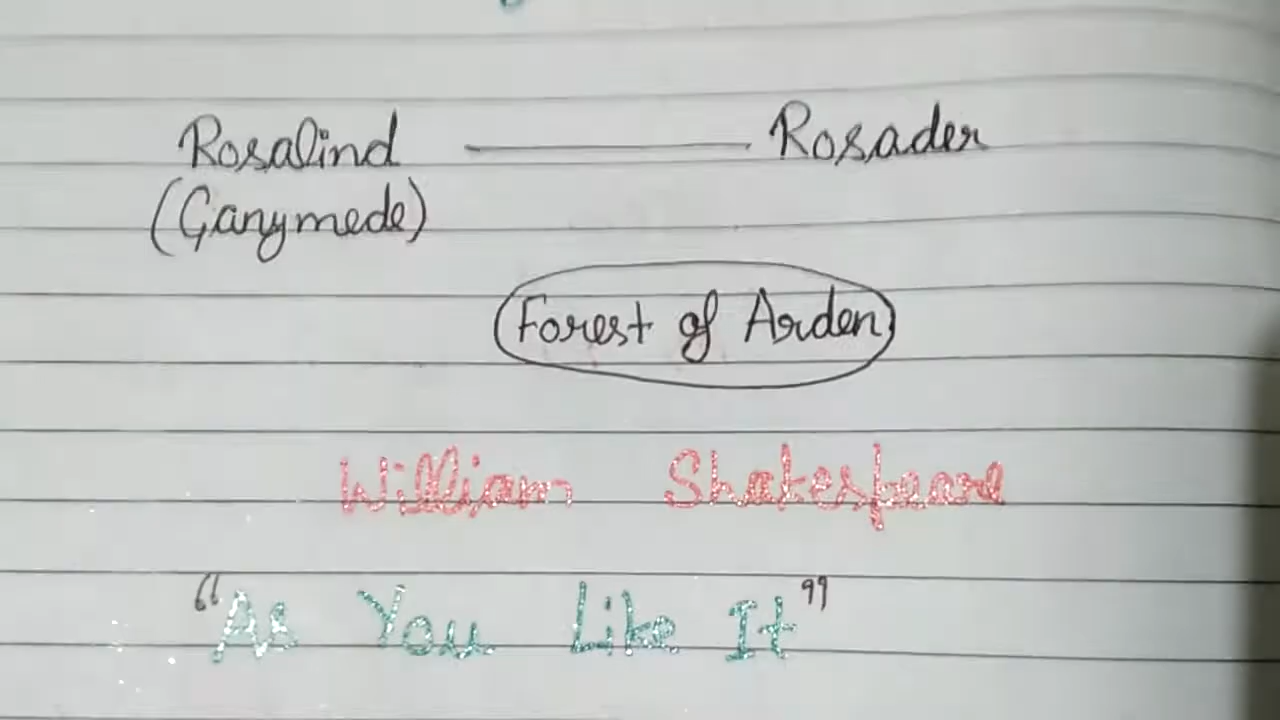 Rosalind Rosader
(Ganymede)
Forest of Arden
William Shakespeare
"As You Like It"